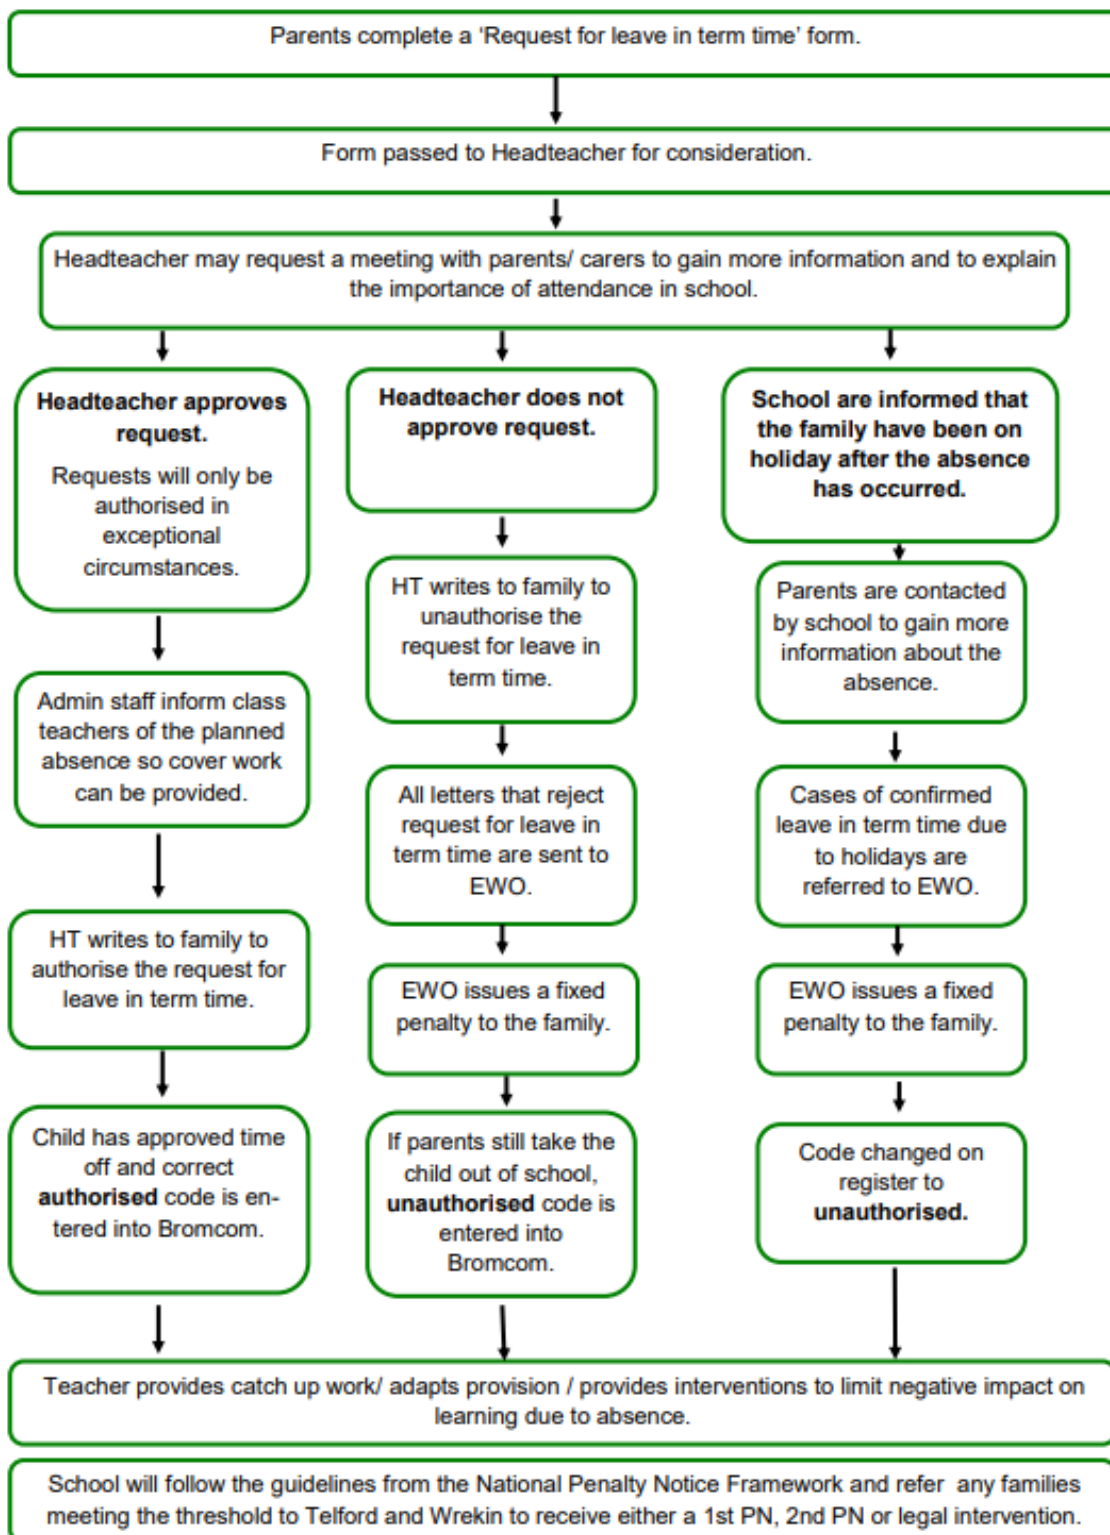 Parents complete a ‘Request for leave in term time’ form.
Form passed to Headteacher for consideration.
Headteacher may request a meeting with parents/ carers to gain more information and to explain
the importance of attendance in school.
Headteacher approves
request.
Requests will only be
authorised in
exceptional
circumstances.
Admin staff inform class
teachers of the planned
absence so cover work
can be provided.
HT writes to family to
authorise the request for
leave in term time.
Child has approved time
off and correct
authorised code is en-
tered into Bromcom.
Headteacher does not
approve request.
HT writes to family to
unauthorise the
request for leave in
term time.
All letters that reject
request for leave in
term time are sent to
EWO.
EWO issues a fixed
penalty to the family.
If parents still take the
child out of school,
unauthorised code is
entered into
Bromcom.
School are informed that
the family have been on
holiday after the absence
has occurred.
Parents are contacted
by school to gain more
information about the
absence.
Cases of confirmed
leave in term time due
to holidays are
referred to EWO.
EWO issues a fixed
penalty to the family.
Code changed on
register to
unauthorised.
Teacher provides catch up work/ adapts provision / provides interventions to limit negative impact on
learning due to absence.
School will follow the guidelines from the National Penalty Notice Framework and refer any families
meeting the threshold to Telford and Wrekin to receive either a 1st PN, 2nd PN or legal intervention.